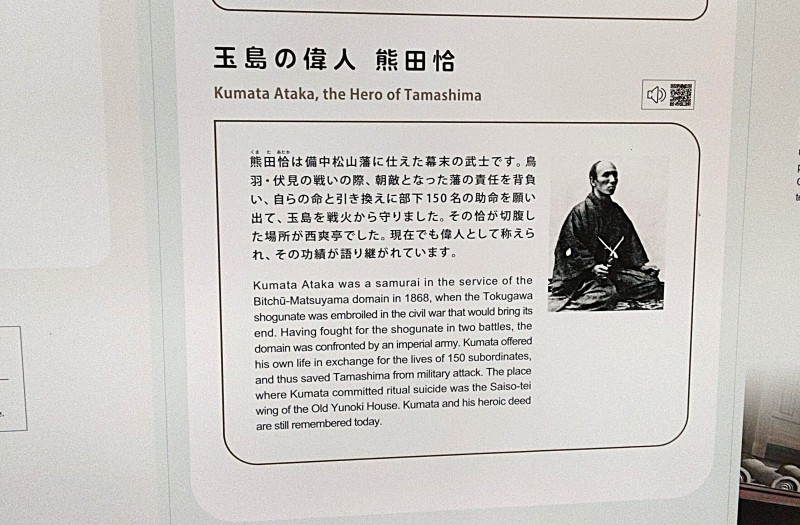 玉島の偉人 熊田恰
Kumata Ataka, the Hero of Tamashima
くま た あたか
熊田恰は備中松山藩に仕えた幕末の武士です。鳥
羽・伏見の戦いの際、朝敵となった藩の責任を背負
い、自らの命と引き換えに部下150名の助命を願い
出て、玉島を戦火から守りました。その恰が切腹し
た場所が西爽亭でした。現在でも偉人として称えら
れ、その功績が語り継がれています。
Kumata Ataka was a samurai in the service of the
Bitchū-Matsuyama domain in 1868, when the Tokugawa
shogunate was embroiled in the civil war that would bring its
end. Having fought for the shogunate in two battles, the
domain was confronted by an imperial army. Kumata offered
his own life in exchange for the lives of 150 subordinates,
and thus saved Tamashima from military attack. The place
where Kumata committed ritual suicide was the Saiso-tei
wing of the Old Yunoki House. Kumata and his heroic deed
are still remembered today.